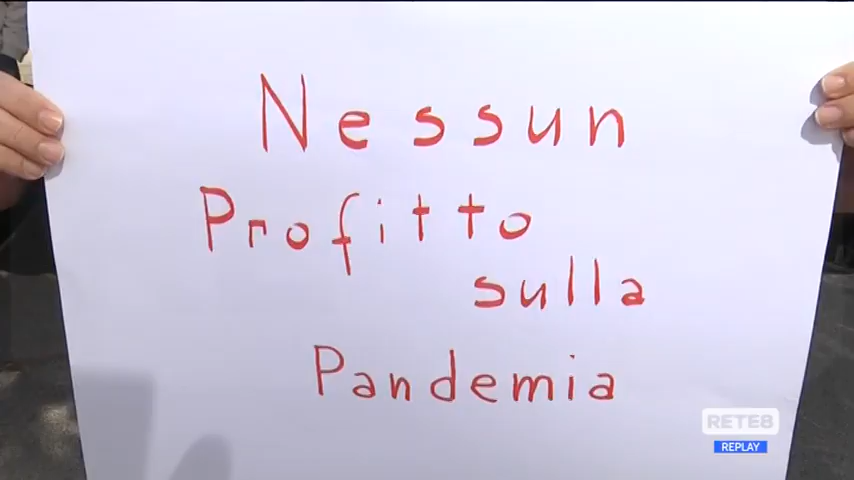 Nessun
Profitto
sulla
Pandemia
RETE8
REPLAY